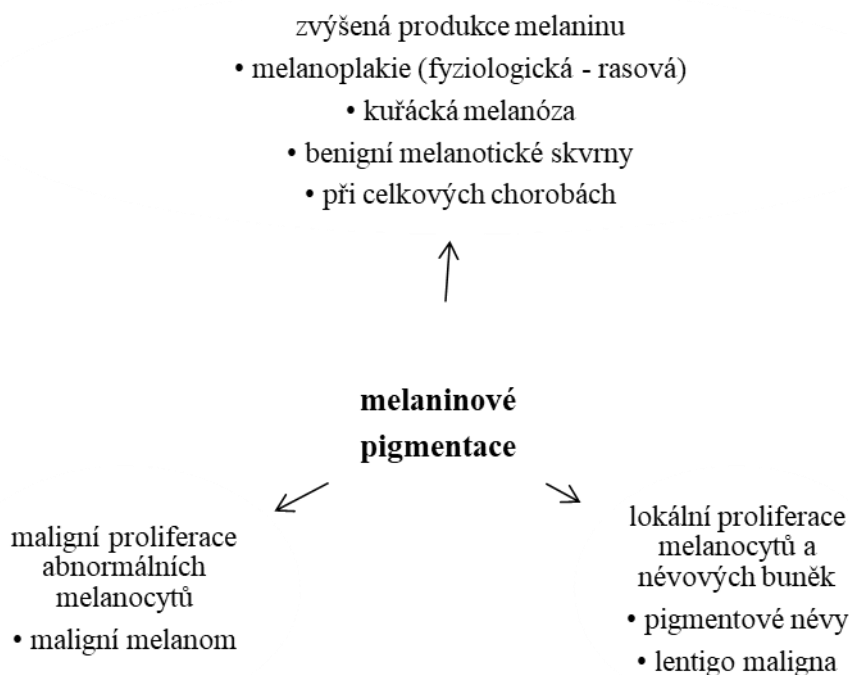 zvýšená produkce melaninu
• melanoplakie (fyziologická - rasová)
• kuřácká melanóza
• benigní melanotické skvrny
• při celkových chorobách
melaninové
pigmentace
maligní proliferace
abnormálních
melanocytů
• maligní melanom
lokální proliferace
melanocytů a
névových buněk
• pigmentové névy
• lentigo maligna